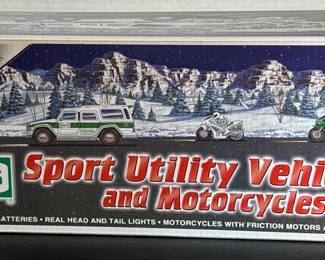 Sport Utility Vehi
and Motorcycles
ATTERIES • REAL HEAD AND TAIL LIGHTS • MOTORCYCLES WITH FRICTION MOTORS A